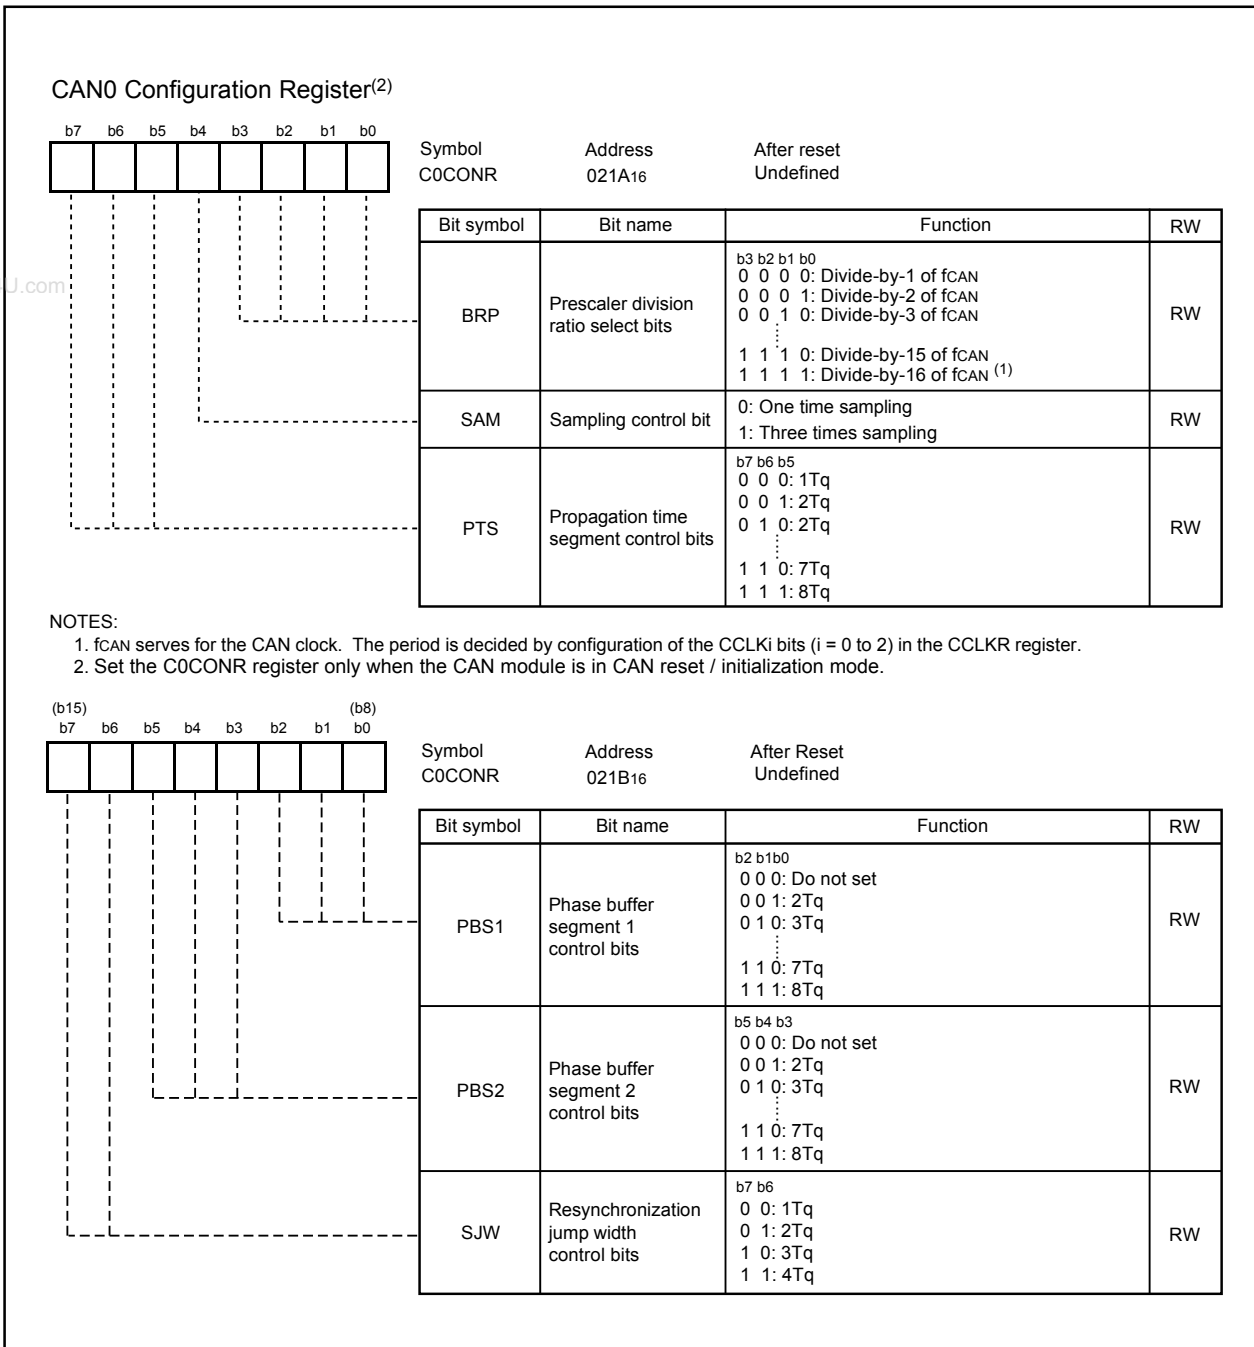 CAN0 Configuration Register(2)
b7 b6 b5 b4 b3 b2 b1 b0
Symbol Address After reset
C0CONR 021A16 Undefined
Bit symbol Bit name Function RW
BRP
Prescaler division
ratio select bits
b3 b2 b1 b0
0 0 0 0: Divide-by-1 of fCAN
0 0 0 1: Divide-by-2 of fCAN
0 0 1 0: Divide-by-3 of fCAN
1 1 1 0: Divide-by-15 of fCAN
1 1 1 1: Divide-by-16 of fCAN (1)
RW
SAM
Sampling control bit
0: One time sampling
1: Three times sampling
RW
PTS
Propagation time
segment control bits
b7 b6 b5
0 0 0: 1Tq
0 0 1: 2Tq
0 1 0: 2Tq
1 1 0: 7Tq
1 1 1: 8Tq
RW
U.com
NOTES:
1. fCAN serves for the CAN clock. The period is decided by configuration of the CCLKi bits (i = 0 to 2) in the CCLKR register.
2. Set the C0CONR register only when the CAN module is in CAN reset / initialization mode.
(b15) (b8)
b7 b6 b5 b4 b3 b2 b1 b0
Symbol Address After Reset
C0CONR 021B16 Undefined
Bit symbol Bit name Function RW
PBS1
Phase buffer
segment 1
control bits
b2 b1b0
0 0 0: Do not set
0 0 1: 2Tq
0 1 0: 3Tq
1 1 0: 7Tq
1 1 1: 8Tq
RW
PBS2
Phase buffer
segment 2
control bits
b5 b4 b3
0 0 0: Do not set
0 0 1: 2Tq
0 1 0: 3Tq
1 1 0: 7Tq
1 1 1: 8Tq
RW
SJW
Resynchronization
jump width
control bits
b7 b6
0 0: 1Tq
0 1: 2Tq
1 0: 3Tq
1 1: 4Tq
RW